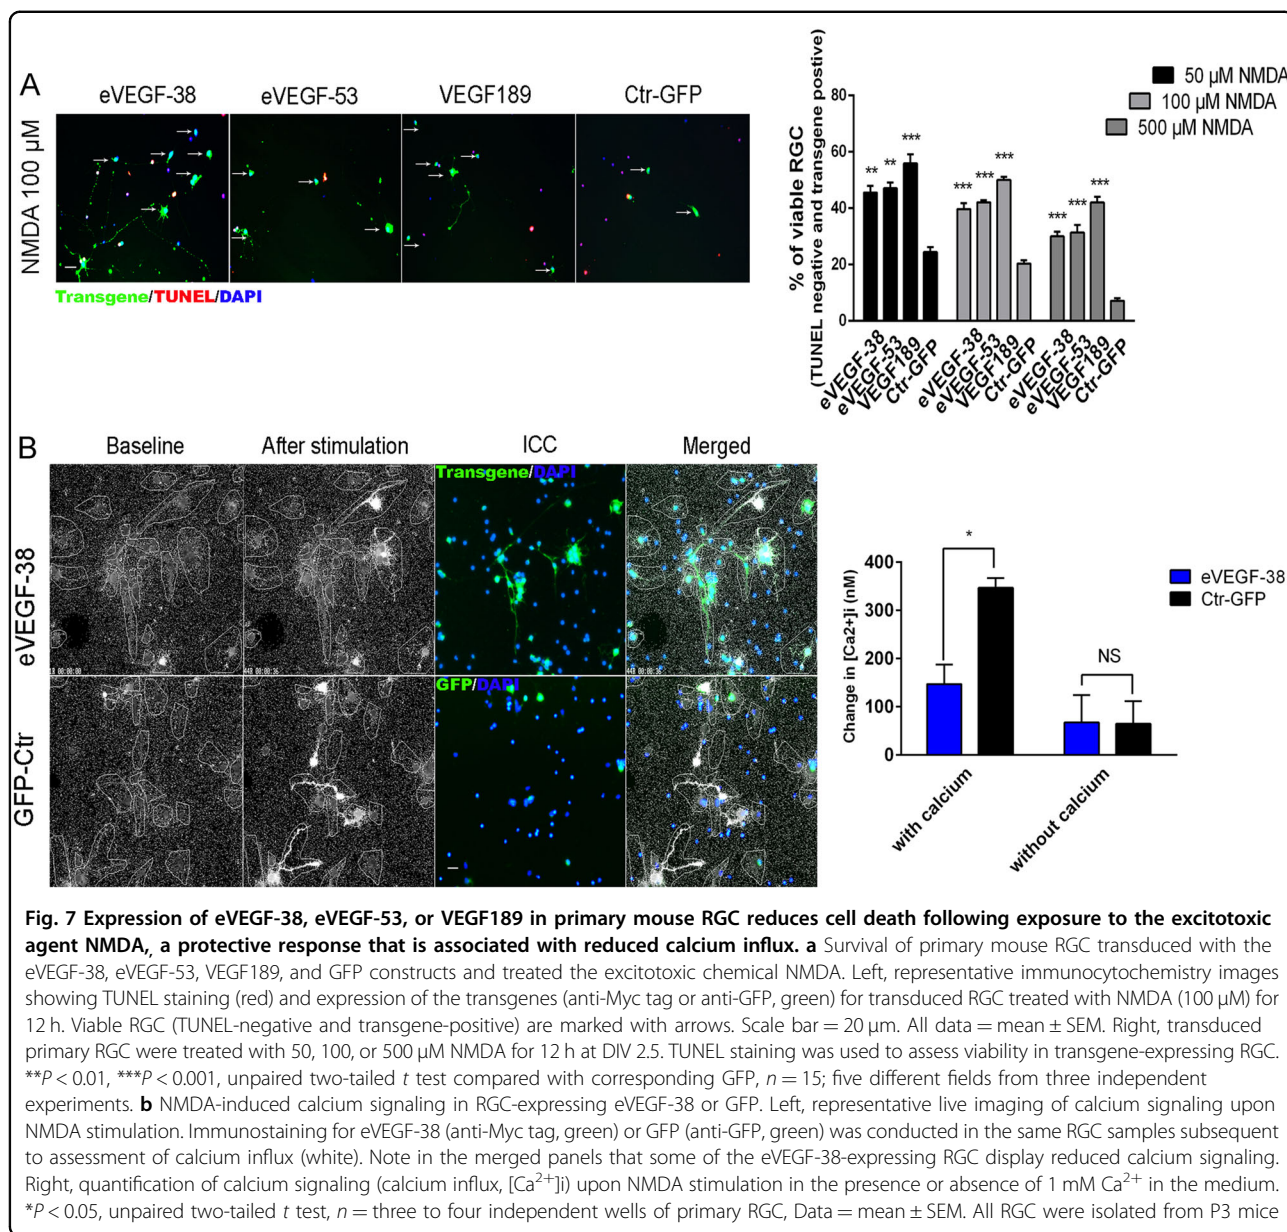 A
eVEGF-38
eVEGF-53
VEGF189
Ctr-GFP
NMDA 100 µM
Transgene/TUNEL/DAPI
50 µM NMDA
100 µM NMDA
500 µM NMDA
% of viable RGC
(TUNEL negative and transgene postive)
80
60
40
20
0
** ** ***
*** *** ***
*** *** ***
eVEGF-38
eVEGF-53
VEGF189
Ctr-GFP
eVEGF-38
eVEGF-53
VEGF189
Ctr-GFP
eVEGF-38
eVEGF-53
VEGF189
Ctr-GFP
B
Baseline
After stimulation
ICC
Merged
eVEGF-38
Transgene/DAPI
GFP-Ctr
GFP/DAPI
Change in [Ca2+]i (nM)
400
300
200
100
0
*
NS
eVEGF-38
Ctr-GFP
with calcium
without calcium
Fig. 7 Expression of eVEGF-38, eVEGF-53, or VEGF189 in primary mouse RGC reduces cell death following exposure to the excitotoxic
agent NMDA, a protective response that is associated with reduced calcium influx. a Survival of primary mouse RGC transduced with the
eVEGF-38, eVEGF-53, VEGF189, and GFP constructs and treated the excitotoxic chemical NMDA. Left, representative immunocytochemistry images
showing TUNEL staining (red) and expression of the transgenes (anti-Myc tag or anti-GFP, green) for transduced RGC treated with NMDA (100 µM) for
12 h. Viable RGC (TUNEL-negative and transgene-positive) are marked with arrows. Scale bar = 20 µm. All data = mean ± SEM. Right, transduced
primary RGC were treated with 50, 100, or 500 µM NMDA for 12 h at DIV 2.5. TUNEL staining was used to assess viability in transgene-expressing RGC.
**P < 0.01, ***P < 0.001, unpaired two-tailed t test compared with corresponding GFP, n = 15; five different fields from three independent
experiments. b NMDA-induced calcium signaling in RGC-expressing eVEGF-38 or GFP. Left, representative live imaging of calcium signaling upon
NMDA stimulation. Immunostaining for eVEGF-38 (anti-Myc tag, green) or GFP (anti-GFP, green) was conducted in the same RGC samples subsequent
to assessment of calcium influx (white). Note in the merged panels that some of the eVEGF-38-expressing RGC display reduced calcium signaling.
Right, quantification of calcium signaling (calcium influx, [Ca²⁺]i) upon NMDA stimulation in the presence or absence of 1 mM Ca²⁺ in the medium.
*P < 0.05, unpaired two-tailed t test, n = three to four independent wells of primary RGC, Data = mean ± SEM. All RGC were isolated from P3 mice